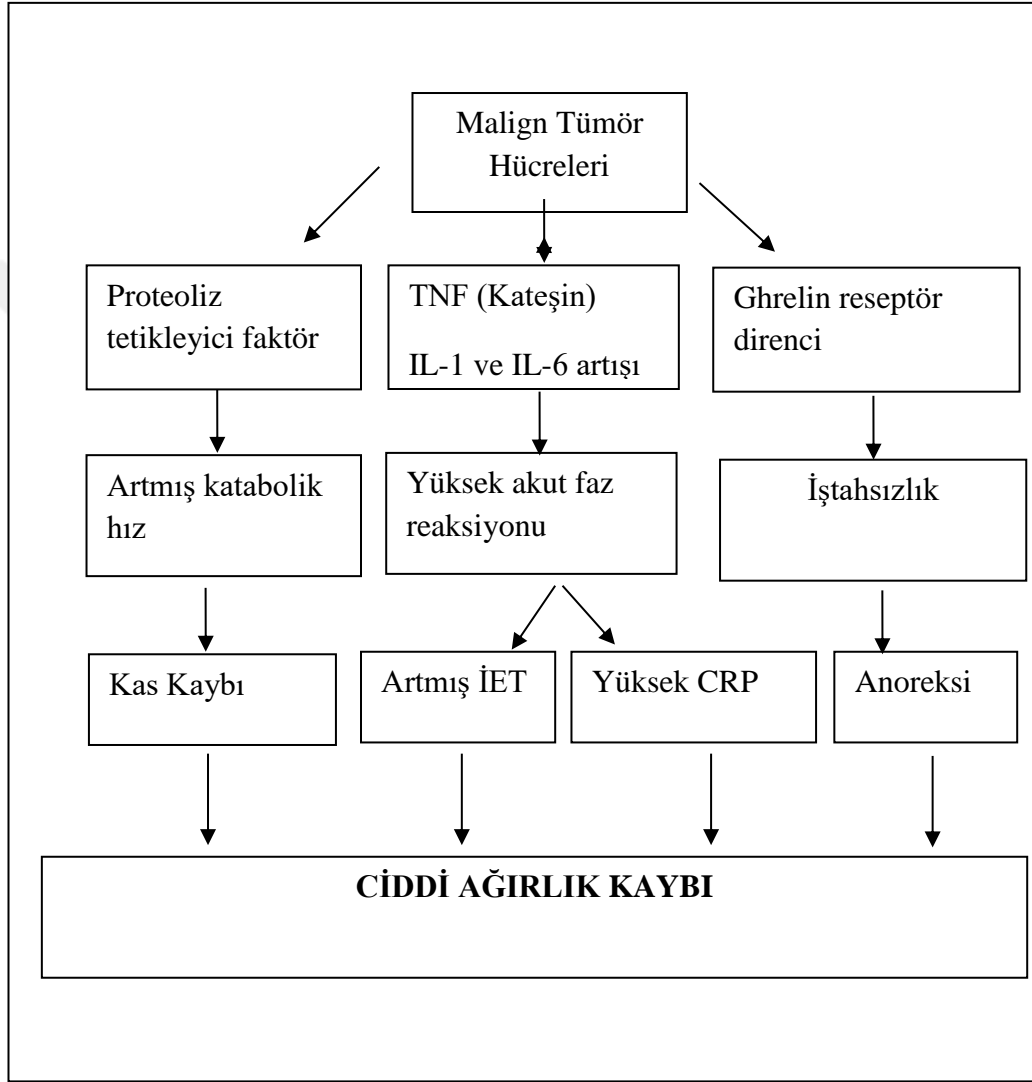 Malign Tümör
Hücreleri
Proteoliz
tetikleyici faktör
TNF (Kateşin)
IL-1 ve IL-6 artışı
Ghrelin reseptör
direnci
Artmış katabolik
hız
Yüksek akut faz
reaksiyonu
İştahsızlık
Kas Kaybı
Artmış İET
Yüksek CRP
Anoreksi
CİDDİ AĞIRLIK KAYBI